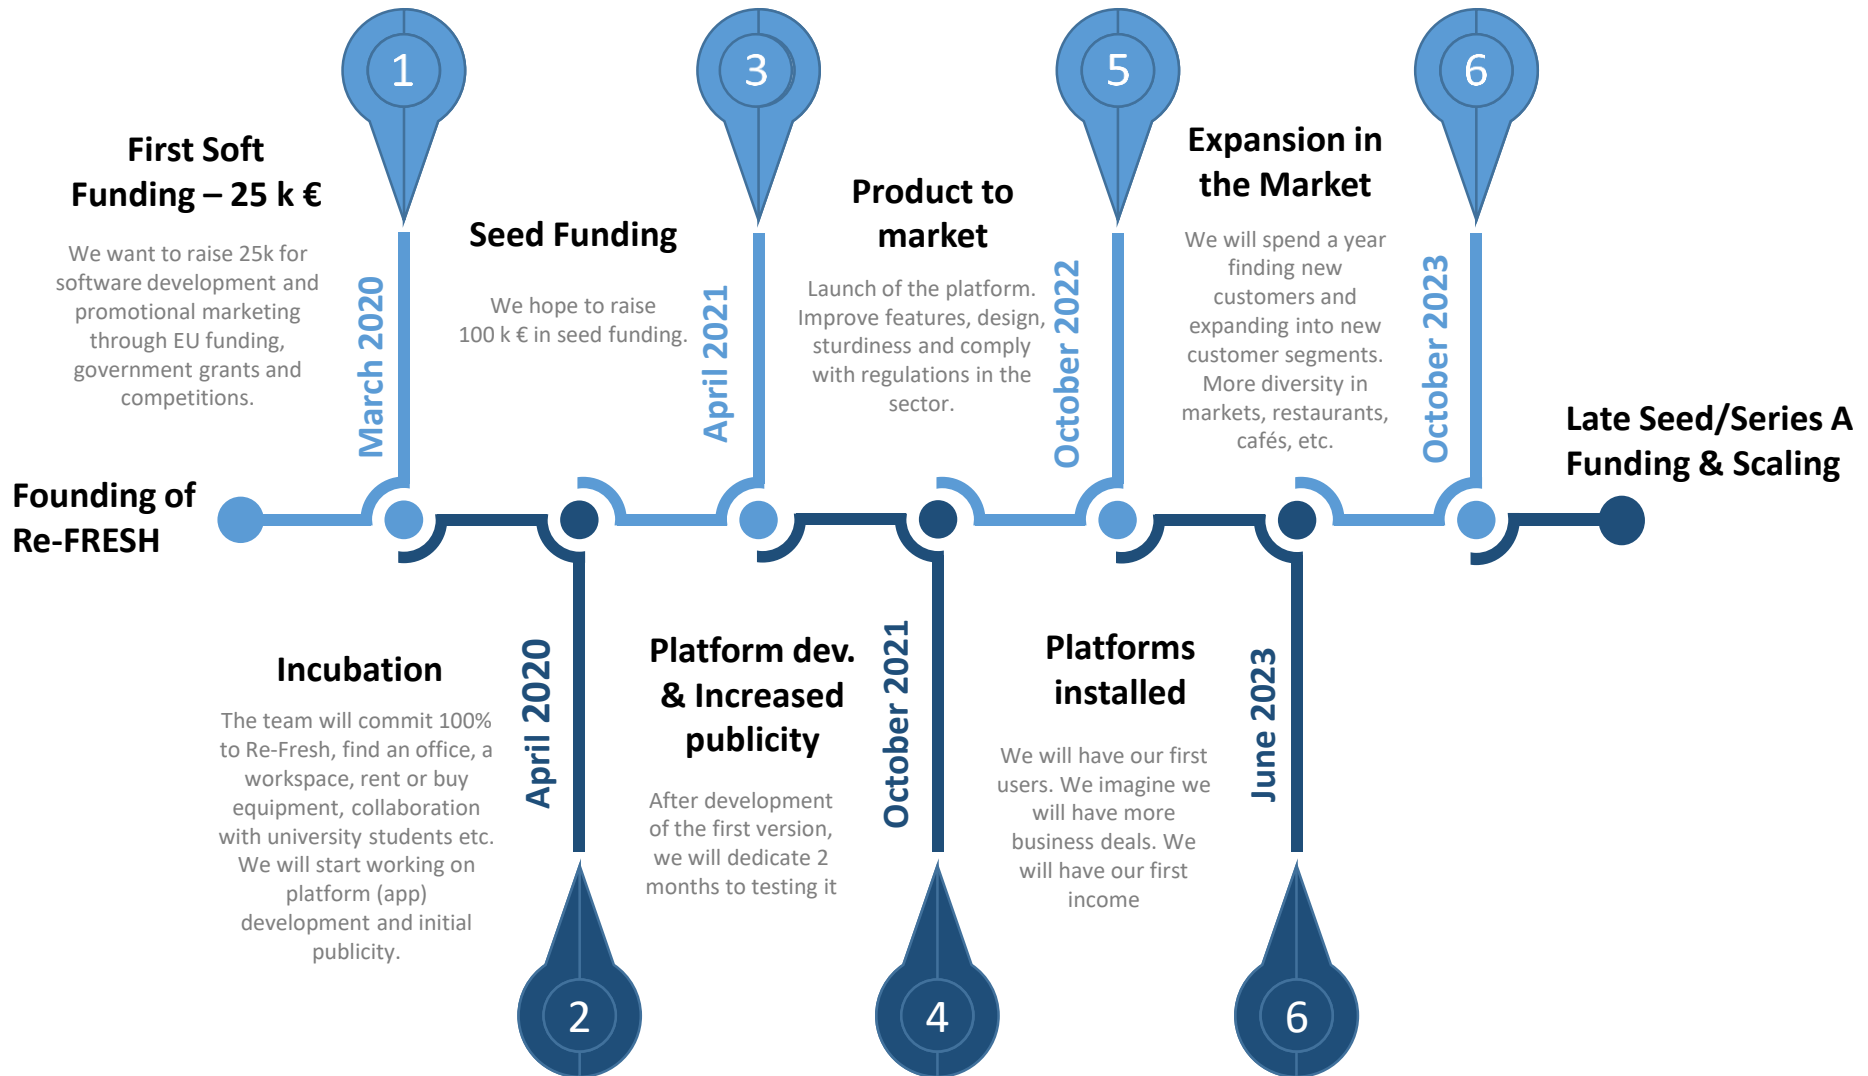 Founding of
Re-FRESH
1
First Soft
Funding – 25 k €
We want to raise 25k for
software development and
promotional marketing
through EU funding,
government grants and
competitions.
March 2020
Incubation
The team will commit 100%
to Re-Fresh, find an office, a
workspace, rent or buy
equipment, collaboration
with university students etc.
We will start working on
platform (app)
development and initial
publicity.
April 2020
2
3
Seed Funding
We hope to raise
100 k € in seed funding.
April 2021
Platform dev.
& Increased
publicity
After development
of the first version,
we will dedicate 2
months to testing it
October 2021
4
5
Product to
market
Launch of the platform.
Improve features, design,
sturdiness and comply
with regulations in the
sector.
October 2022
Platforms
installed
We will have our first
users. We imagine we
will have more
business deals. We
will have our first
income
June 2023
6
6
Expansion in
the Market
We will spend a year
finding new
customers and
expanding into new
customer segments.
More diversity in
markets, restaurants,
cafés, etc.
October 2023
Late Seed/Series A
Funding & Scaling